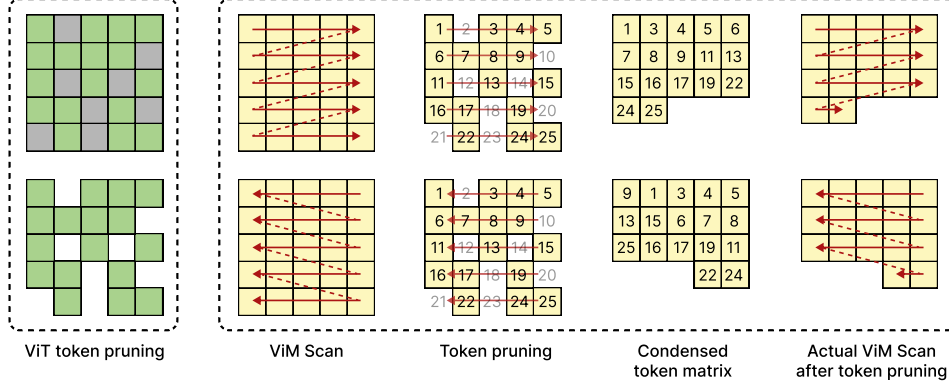 1 2 3 4 5
6 7 8 9 10
11 12 13 14 15
16 17 18 19 20
21 22 23 24 25
1 3 4 5 6
7 8 9 11 13
15 16 17 19 22
24 25
1 2 3 4 5
6 7 8 9 10
11 12 13 14 15
16 17 18 19 20
21 22 23 24 25
9 1 3 4 5
13 15 6 7 8
25 16 17 19 11
22 24
ViT token pruning
ViM Scan
Token pruning
Condensed
token matrix
Actual ViM Scan
after token pruning